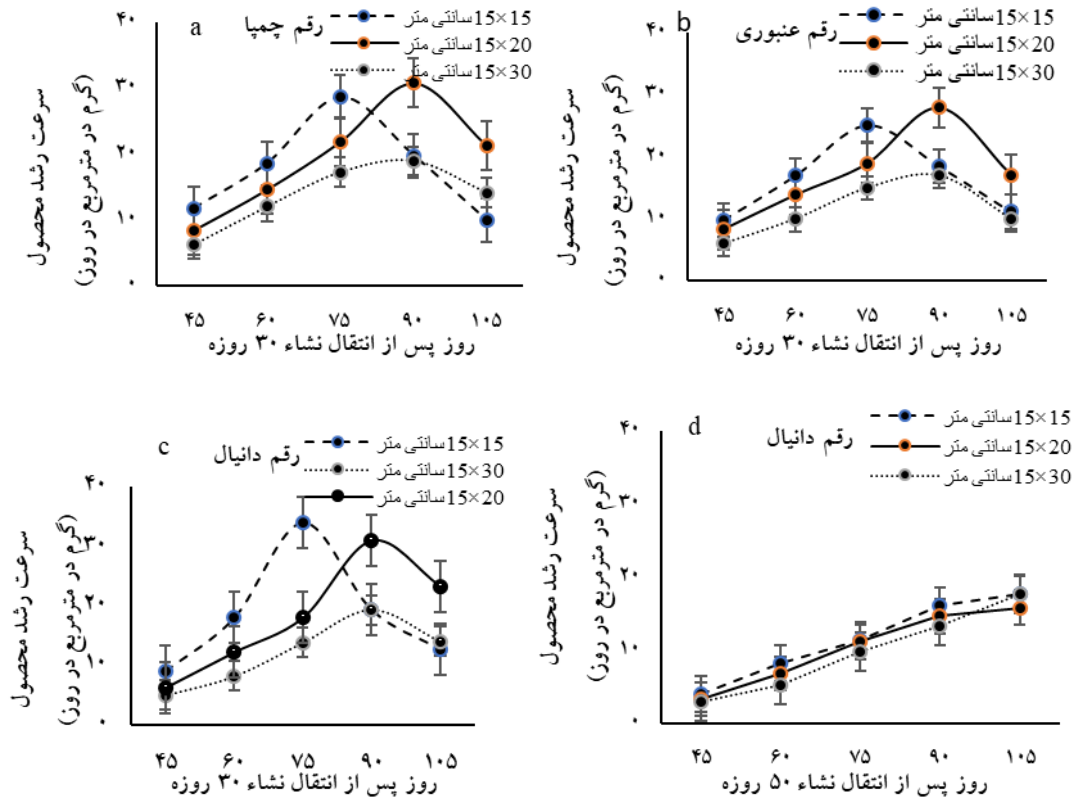 a
رقم چمپا
15×15سانتی متر
15×20سانتی متر
15×30سانتی متر
۴۰
۳۰
۲۰
۱۰
۰
سرعت رشد محصول
(گرم در مترمربع در روز)
۴۵ ۶۰ ۷۵ ۹۰ ۱۰۵
روز پس از انتقال نشاء ۳۰ روزه
b
رقم عنبوری
15×15سانتی متر
15×20سانتی متر
15×30سانتی متر
۴۰
۳۰
۲۰
۱۰
۰
سرعت رشد محصول
(گرم در مترمربع در روز)
۴۵ ۶۰ ۷۵ ۹۰ ۱۰۵
روز پس از انتقال نشاء ۳۰ روزه
c
رقم دانیال
15×15سانتی متر
15×30سانتی متر
15×20سانتی متر
۴۰
۳۰
۲۰
۱۰
۰
سرعت رشد محصول
(گرم در مترمربع در روز)
۴۵ ۶۰ ۷۵ ۹۰ ۱۰۵
روز پس از انتقال نشاء ۳۰ روزه
d
رقم دانیال
15×15سانتی متر
15×20سانتی متر
15×30سانتی متر
۴۰
۳۰
۲۰
۱۰
۰
سرعت رشد محصول
(گرم در مترمربع در روز)
۴۵ ۶۰ ۷۵ ۹۰ ۱۰۵
روز پس از انتقال نشاء ۵۰ روزه